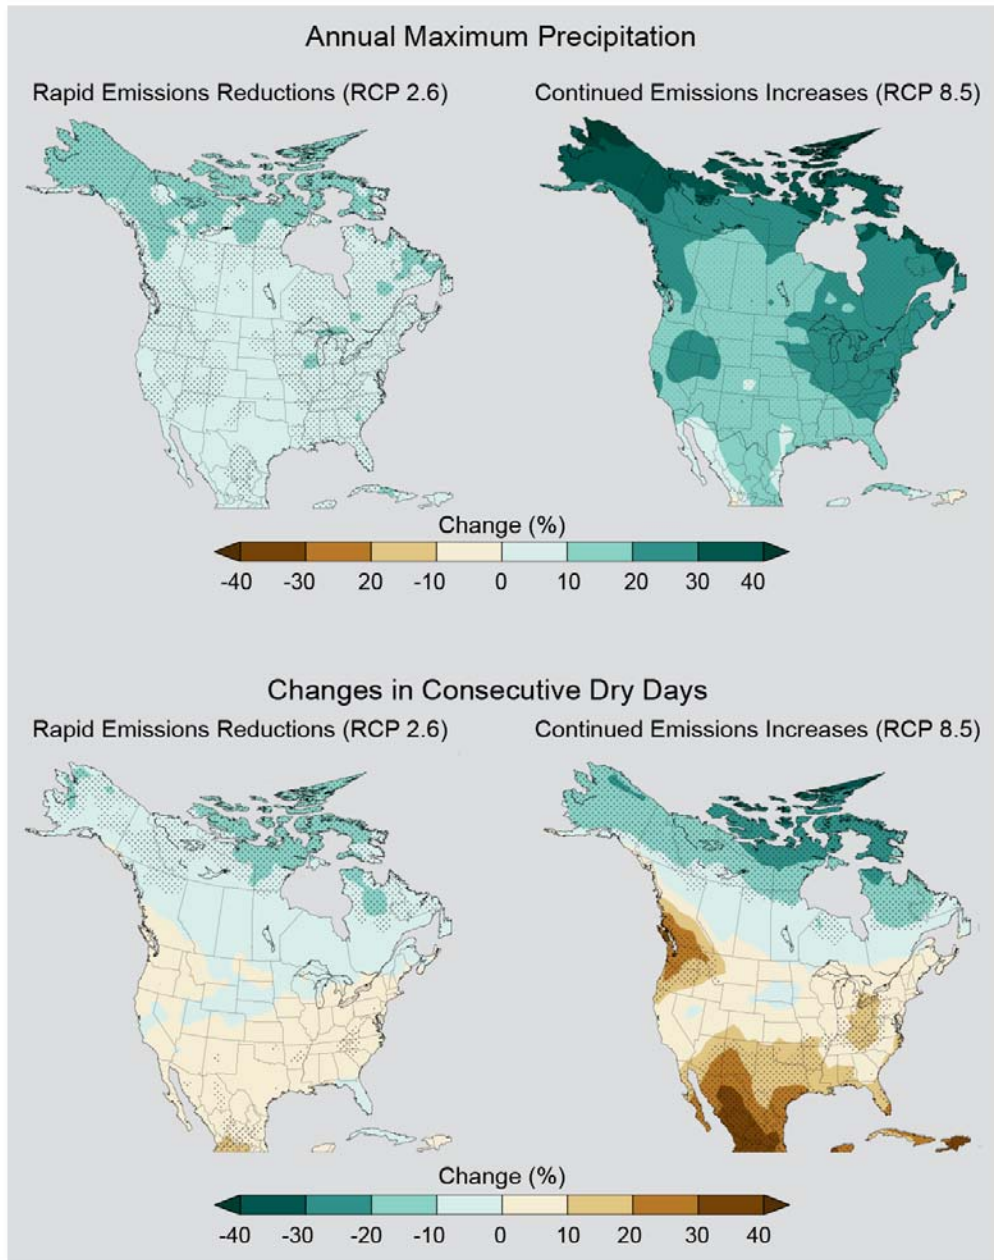 Annual Maximum Precipitation
Rapid Emissions Reductions (RCP 2.6) Continued Emissions Increases (RCP 8.5)
Change (%)
-40 -30 20 -10 0 10 20 30 40
Changes in Consecutive Dry Days
Rapid Emissions Reductions (RCP 2.6) Continued Emissions Increases (RCP 8.5)
Change (%)
-40 -30 -20 -10 0 10 20 30 40